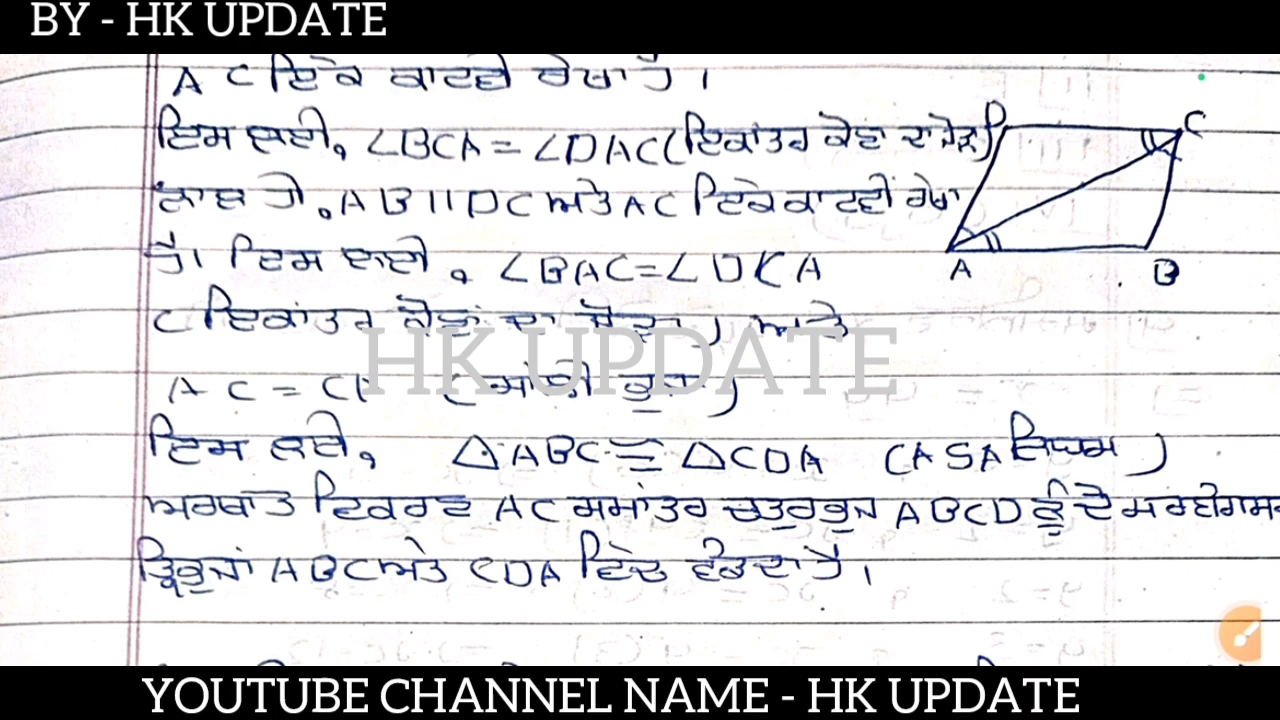 BY - HK UPDATE
AC ਇੱਕ ਕਾਟਵੀ ਰੇਖਾ ਹੈ।
ਇਸ ਲਈ, ∠BCA = ∠DAC (ਇਕਾਂਤਰ ਕੋਣਾਂ ਦਾ ਜੋੜਾ)
ਨਾਲ ਹੀ, AB || DC ਅਤੇ AC ਇੱਕ ਕਾਟਵੀਂ ਰੇਖਾ
ਹੈ। ਇਸ ਲਈ, ∠BAC = ∠DCA
(ਇਕਾਂਤਰ ਕੋਣਾਂ ਦਾ ਜੋੜਾ) ਅਤੇ
AC = CA (ਸਾਂਝੀ ਭੁਜਾ)
ਇਸ ਲਈ, △ABC ≅ △CDA (ASA ਨਿਯਮ)
ਅਰਥਾਤ ਵਿਕਰਣ AC ਸਮਾਂਤਰ ਚਤੁਰਭੁਜ ABCD ਨੂੰ ਦੋ
ਤ੍ਰਿਭੁਜਾਂ ABC ਅਤੇ CDA ਵਿੱਚ ਵੰਡਦਾ ਹੈ।
D
C
A
B
HK UPDATE
YOUTUBE CHANNEL NAME - HK UPDATE